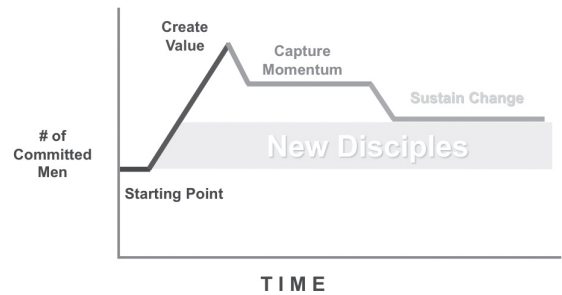 Create
Value
Capture
Momentum
Sustain Change
# of
Committed
Men
New Disciples
Starting Point
TIME